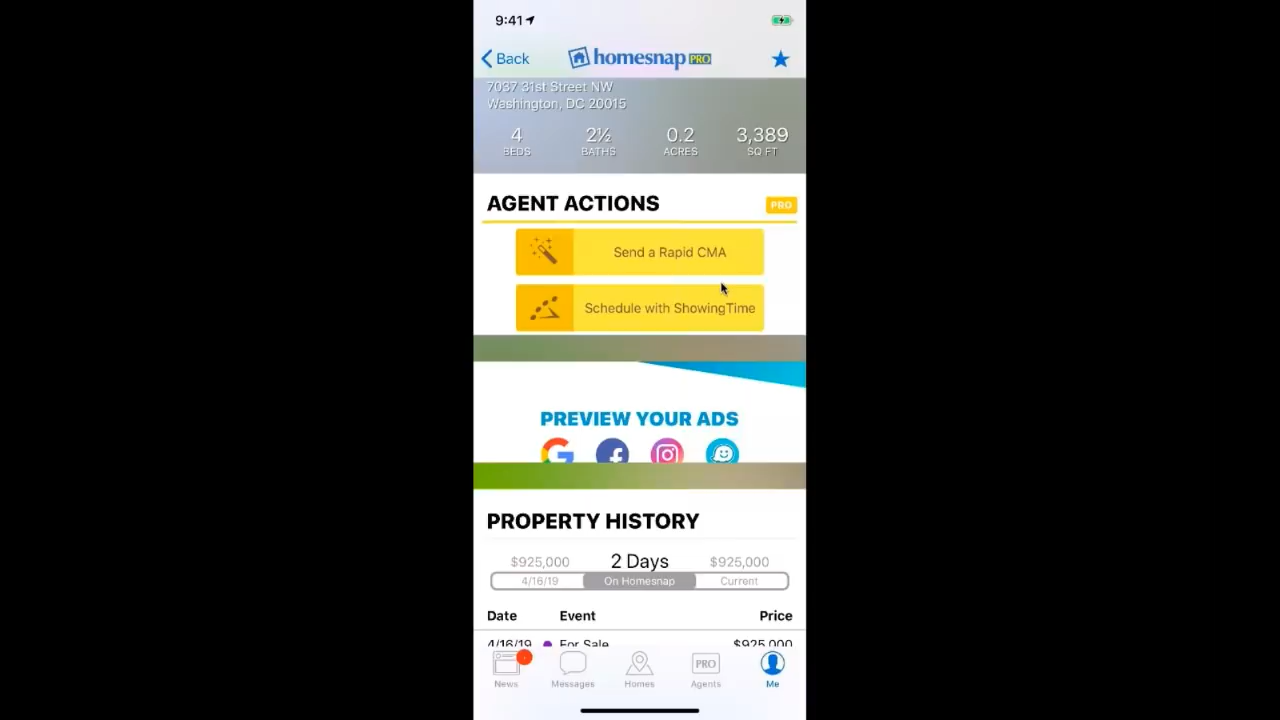 9:41
Back
homesnap PRO
7037 31st Street NW
Washington, DC 20015
4 2½ 0.2 3,389
BEDS BATHS ACRES SQ FT
AGENT ACTIONS PRO
Send a Rapid CMA
Schedule with ShowingTime
PREVIEW YOUR ADS
PROPERTY HISTORY
$925,000 2 Days $925,000
4/16/19 On Homesnap Current
Date Event Price
4/16/19 For Sale $925,000
PRO
News Messages Homes Agents Me